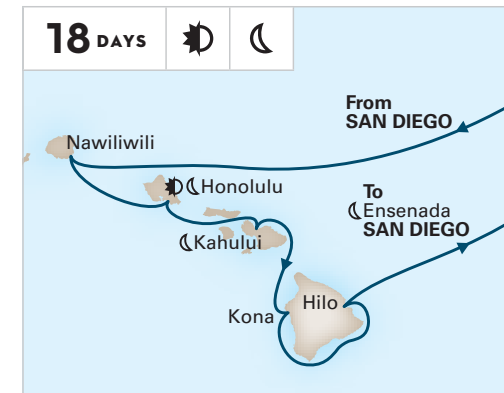 18 DAYS
From
SAN DIEGO
Nawiliwili
Honolulu
To
Ensenada
SAN DIEGO
Kahului
Hilo
Kona